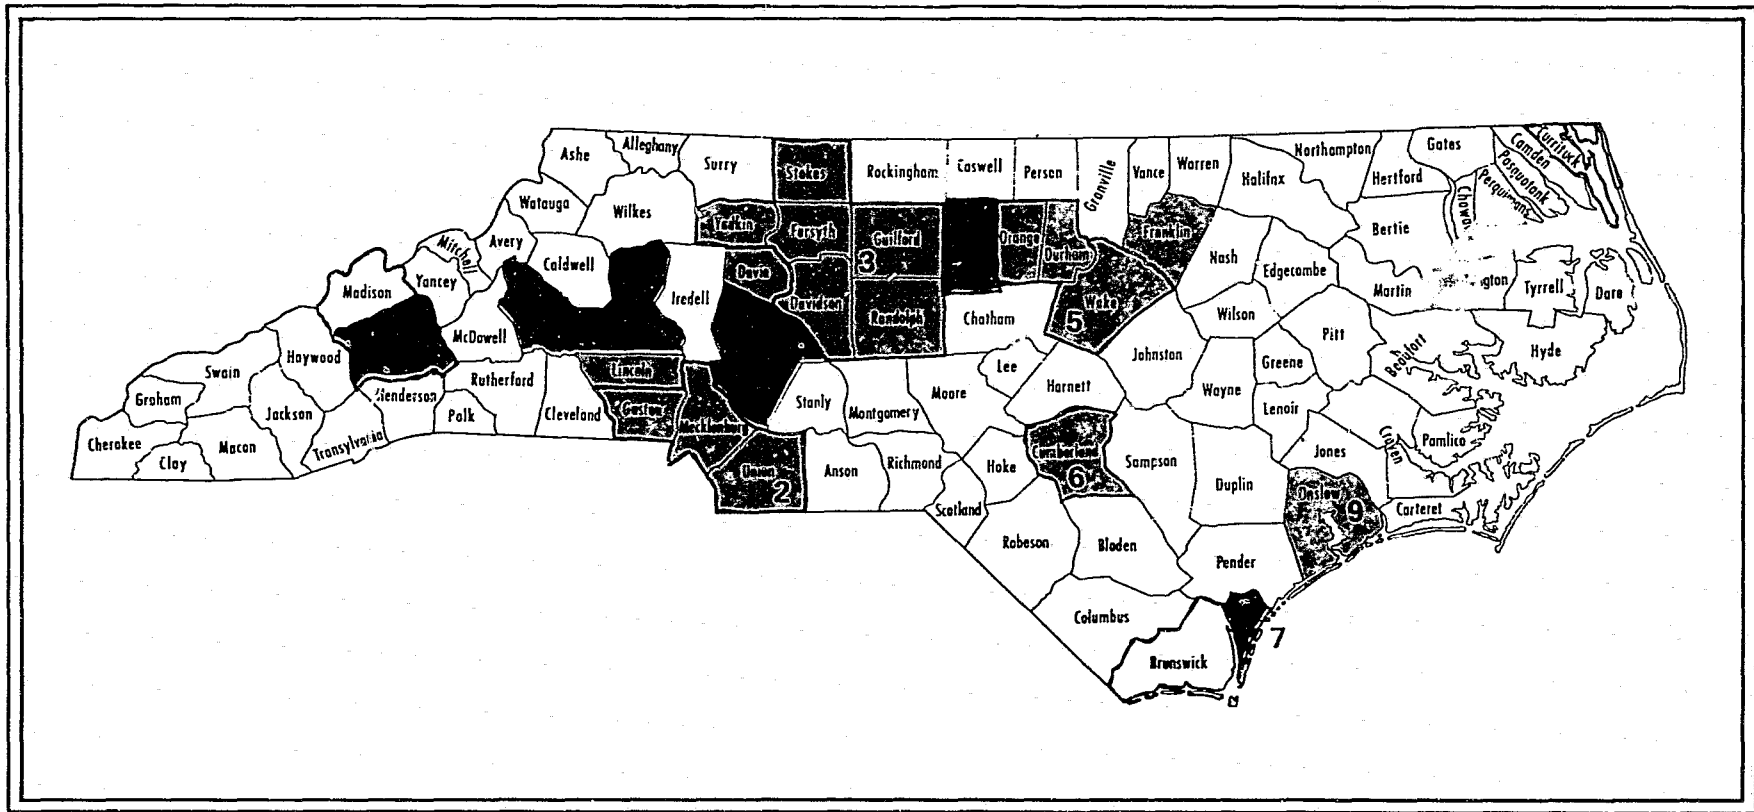 Ashe
Alleghany
Surry
Stokes
Rockingham
Caswell
Person
Granville
Vance
Warren
Halifax
Northampton
Hertford
Gates
Camden
Currituck
Pasquotank
Perquimans
Chowan
Watauga
Wilkes
Yadkin
Forsyth
Guilford
3
Orange
Durham
Franklin
Nash
Edgecombe
Bertie
Martin
Tyrrell
Dare
Mitchell
Avery
Caldwell
Iredell
Davie
Davidson
Randolph
Chatham
Wake
5
Wilson
Pitt
Beaufort
Hyde
Madison
Yancey
McDowell
Haywood
Swain
Graham
Jackson
Henderson
Rutherford
Polk
Cleveland
Lincoln
Gaston
Mecklenburg
Stanly
Montgomery
Moore
Lee
Harnett
Johnston
Wayne
Greene
Lenoir
Cherokee
Clay
Macon
Transylvania
Union
2
Anson
Richmond
Hoke
Cumberland
6
Sampson
Duplin
Jones
Craven
Pamlico
Onslow
9
Carteret
Scotland
Robeson
Bladen
Pender
Columbus
Brunswick
7